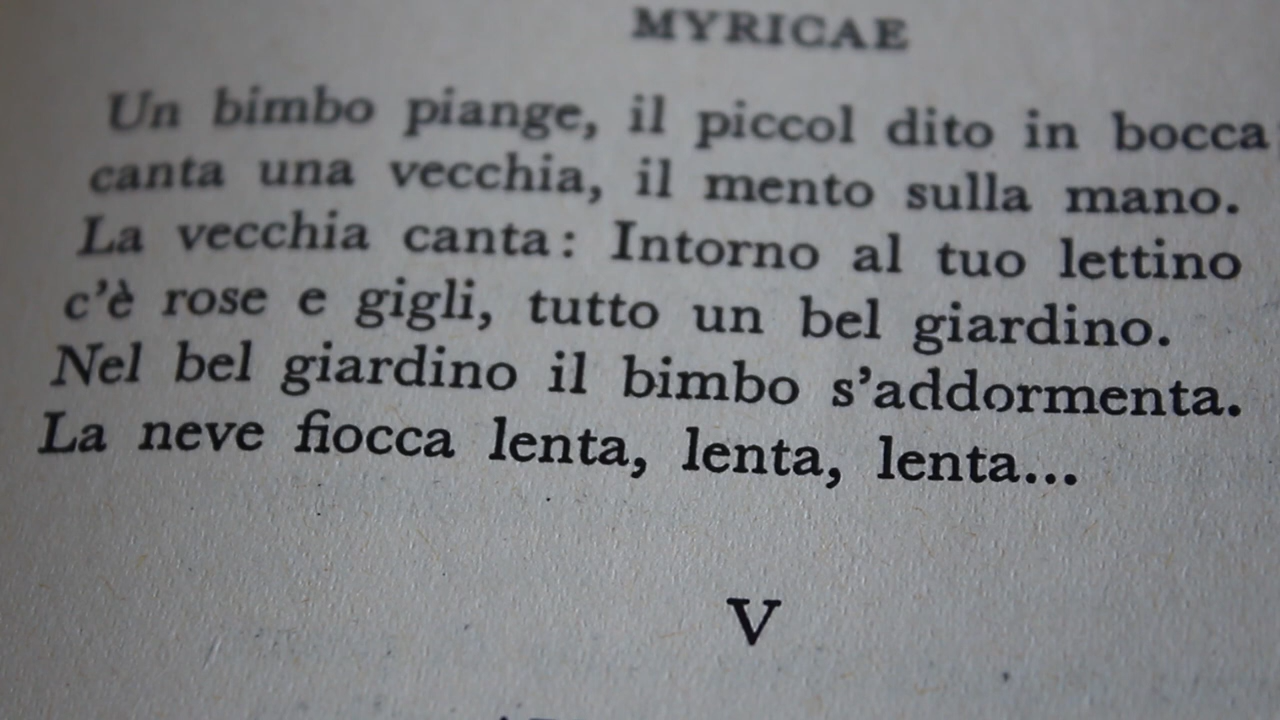 MYRICAE
Un bimbo piange, il piccol dito in bocca
canta una vecchia, il mento sulla mano.
La vecchia canta: Intorno al tuo lettino
c'è rose e gigli, tutto un bel giardino.
Nel bel giardino il bimbo s'addormenta.
La neve fiocca lenta, lenta, lenta...
V